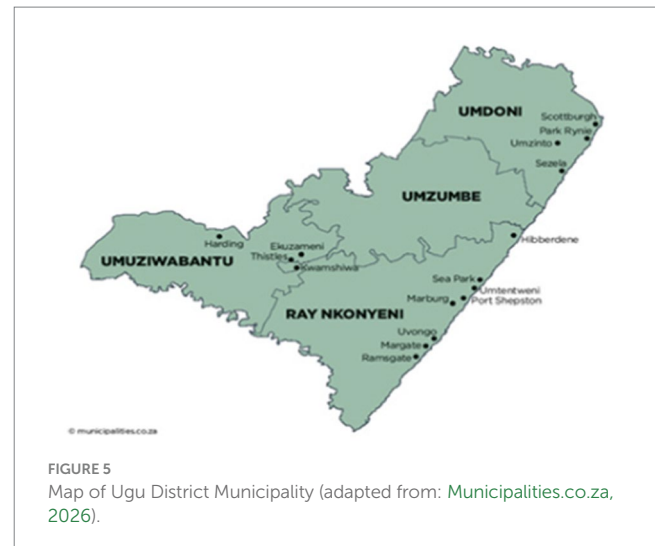 UMDONI
Scottburgh
Park Rynie
Umzinto
Sezela
UMZUMBE
Hibberdene
Harding
Ekuzameni
Thistles
Kwamshiwa
UMUZIWABANTU
Sea Park
Umtentweni
Marburg
Port Shepston
RAY NKONYENI
Uvongo
Margate
Ramsgate
© municipalities.co.za
FIGURE 5
Map of Ugu District Municipality (adapted from: Municipalities.co.za,
2026).